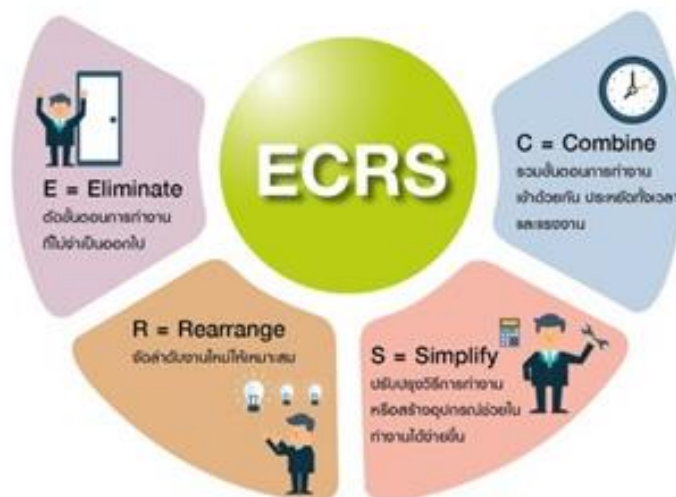 ECRS
E = Eliminate
ตัดขั้นตอนการทำงาน
ที่ไม่จำเป็นออกไป
C = Combine
รวมขั้นตอนการทำงาน
เข้าด้วยกัน ประหยัดทั้งเวลา
และแรงงาน
R = Rearrange
จัดลำดับงานใหม่ให้เหมาะสม
S = Simplify
ปรับปรุงวิธีการทำงาน
หรือสร้างอุปกรณ์ช่วยใน
ทำงานได้ง่ายขึ้น